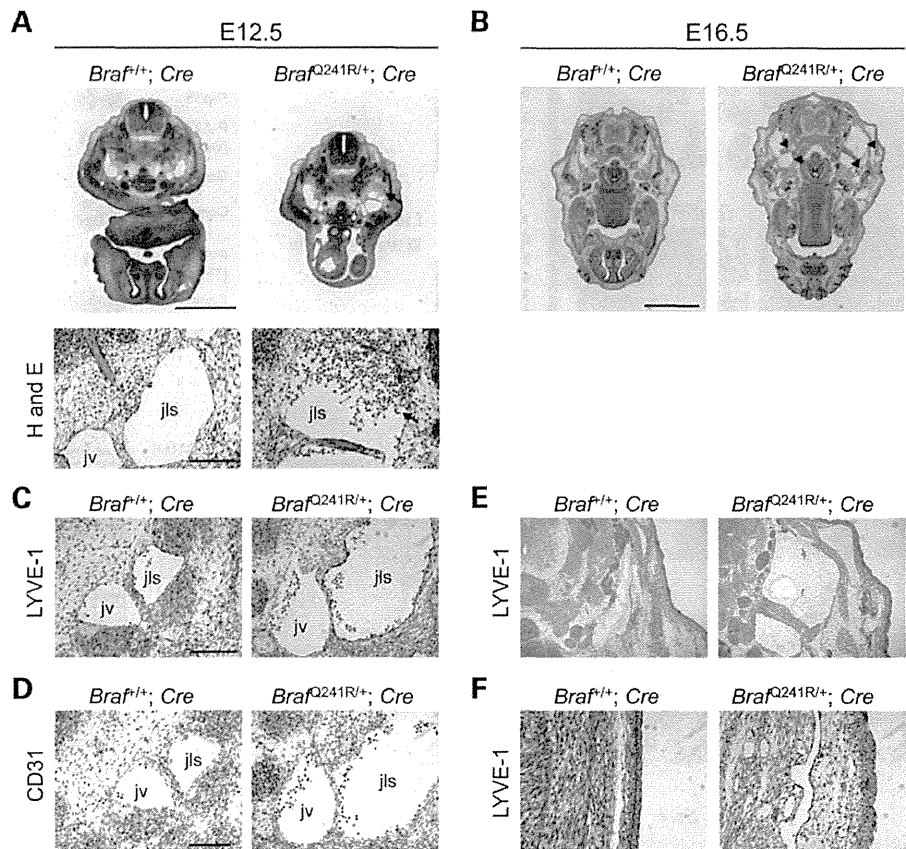 A
E12.5
Braf+/+; Cre
BrafQ241R/+; Cre
B
E16.5
Braf+/+; Cre
BrafQ241R/+; Cre
H and E
jls
jv
jls
C
Braf+/+; Cre
BrafQ241R/+; Cre
LYVE-1
jls
jv
jls
jv
E
Braf+/+; Cre
BrafQ241R/+; Cre
LYVE-1
D
Braf+/+; Cre
BrafQ241R/+; Cre
CD31
jls
jv
jls
jv
F
Braf+/+; Cre
BrafQ241R/+; Cre
LYVE-1